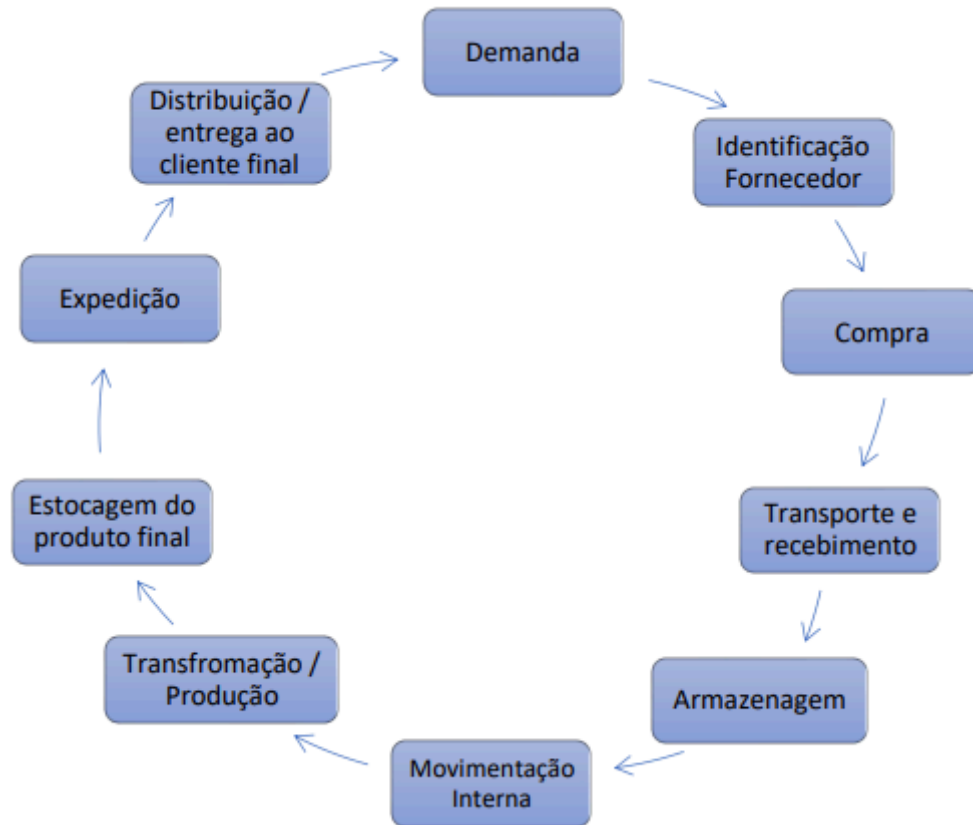 Demanda
Identificação
Fornecedor
Compra
Transporte e
recebimento
Armazenagem
Movimentação
Interna
Transfromação /
Produção
Estocagem do
produto final
Expedição
Distribuição /
entrega ao
cliente final